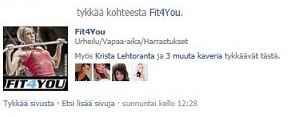 tykkää kohteesta Fit4You.
Fit4You
Urheilu/Vapaa-aika/Harrastukset
Myös Krista Lehtoranta ja 3 muuta kaveria tykkäävät tästä.
FIT4YOU
Tykkää sivusta · Etsi lisää sivuja · sunnuntai kello 12:28